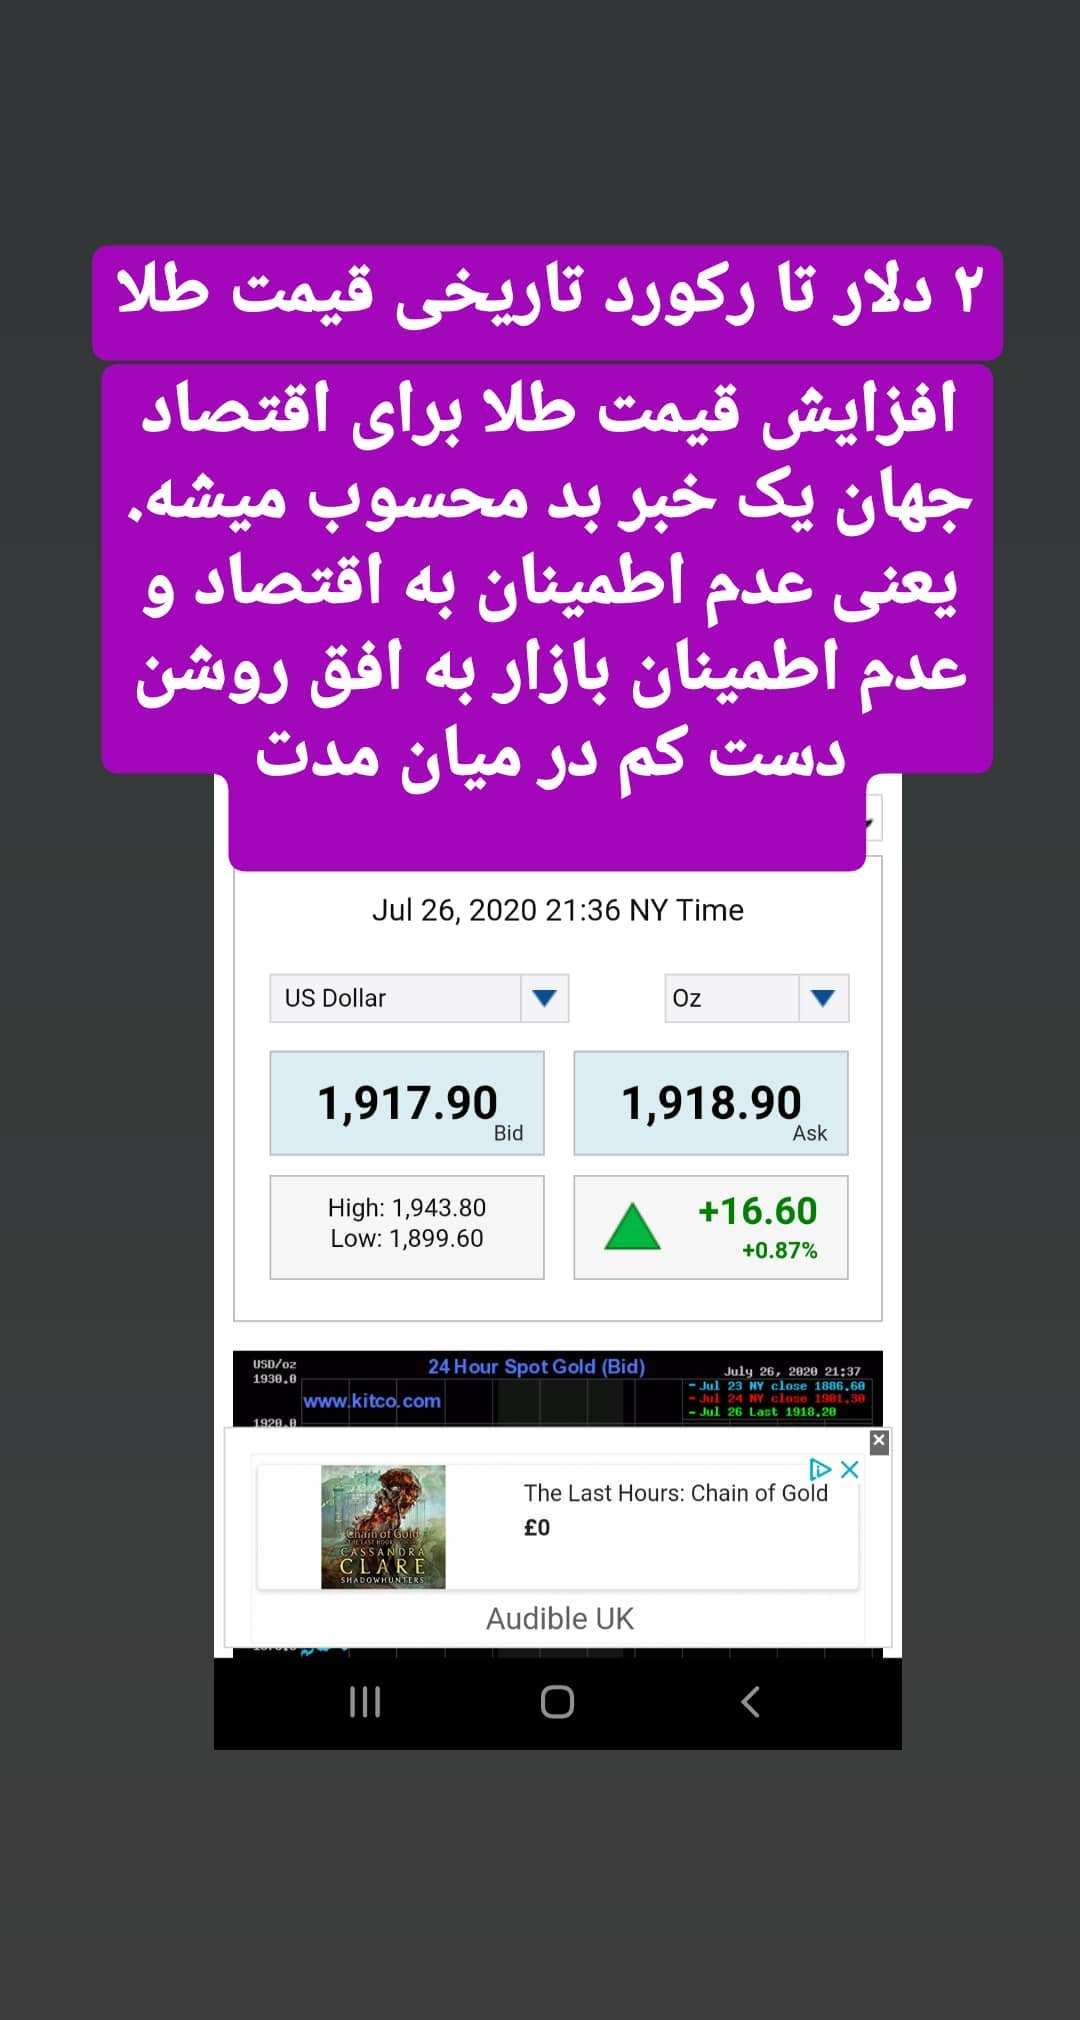 ۲ دلار تا رکورد تاریخی قیمت طلا
افزایش قیمت طلا برای اقتصاد
جهان یک خبر بد محسوب میشه.
یعنی عدم اطمینان به اقتصاد و
عدم اطمینان بازار به افق روشن
دست کم در میان مدت
Jul 26, 2020 21:36 NY Time
US Dollar Oz
1,917.90 Bid 1,918.90 Ask
High: 1,943.80 +16.60
Low: 1,899.60 +0.87%
USD/oz 24 Hour Spot Gold (Bid) July 26, 2020 21:37
1930.0 Jul 23 NY close 1886.60
www.kitco.com Jul 24 NY close 1901.30
1920.0 Jul 26 Last 1918.20
The Last Hours: Chain of Gold
£0
Chain of Gold
THE LAST HOURS
CASSANDRA
CLARE
SHADOWHUNTERS
Audible UK